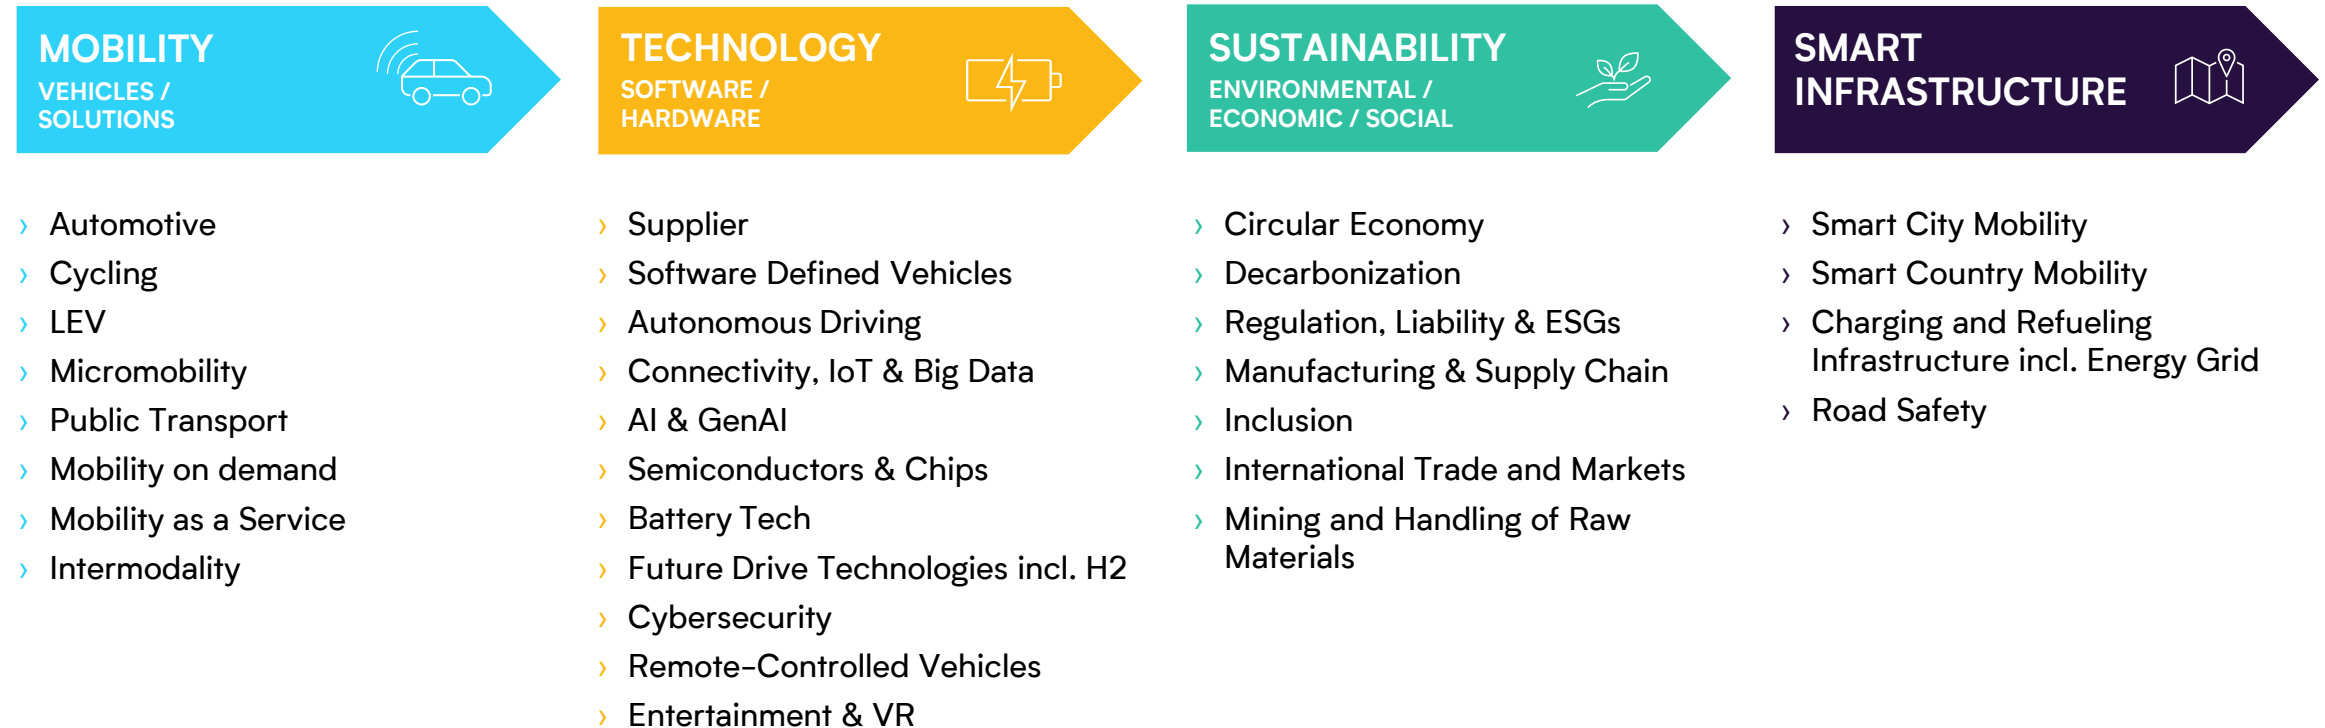 MOBILITY
VEHICLES /
SOLUTIONS
› Automotive
› Cycling
› LEV
› Micromobility
› Public Transport
› Mobility on demand
› Mobility as a Service
› Intermodality
TECHNOLOGY
SOFTWARE /
HARDWARE
› Supplier
› Software Defined Vehicles
› Autonomous Driving
› Connectivity, IoT & Big Data
› AI & GenAI
› Semiconductors & Chips
› Battery Tech
› Future Drive Technologies incl. H2
› Cybersecurity
› Remote-Controlled Vehicles
› Entertainment & VR
SUSTAINABILITY
ENVIRONMENTAL /
ECONOMIC / SOCIAL
› Circular Economy
› Decarbonization
› Regulation, Liability & ESGs
› Manufacturing & Supply Chain
› Inclusion
› International Trade and Markets
› Mining and Handling of Raw
Materials
SMART
INFRASTRUCTURE
› Smart City Mobility
› Smart Country Mobility
› Charging and Refueling
Infrastructure incl. Energy Grid
› Road Safety